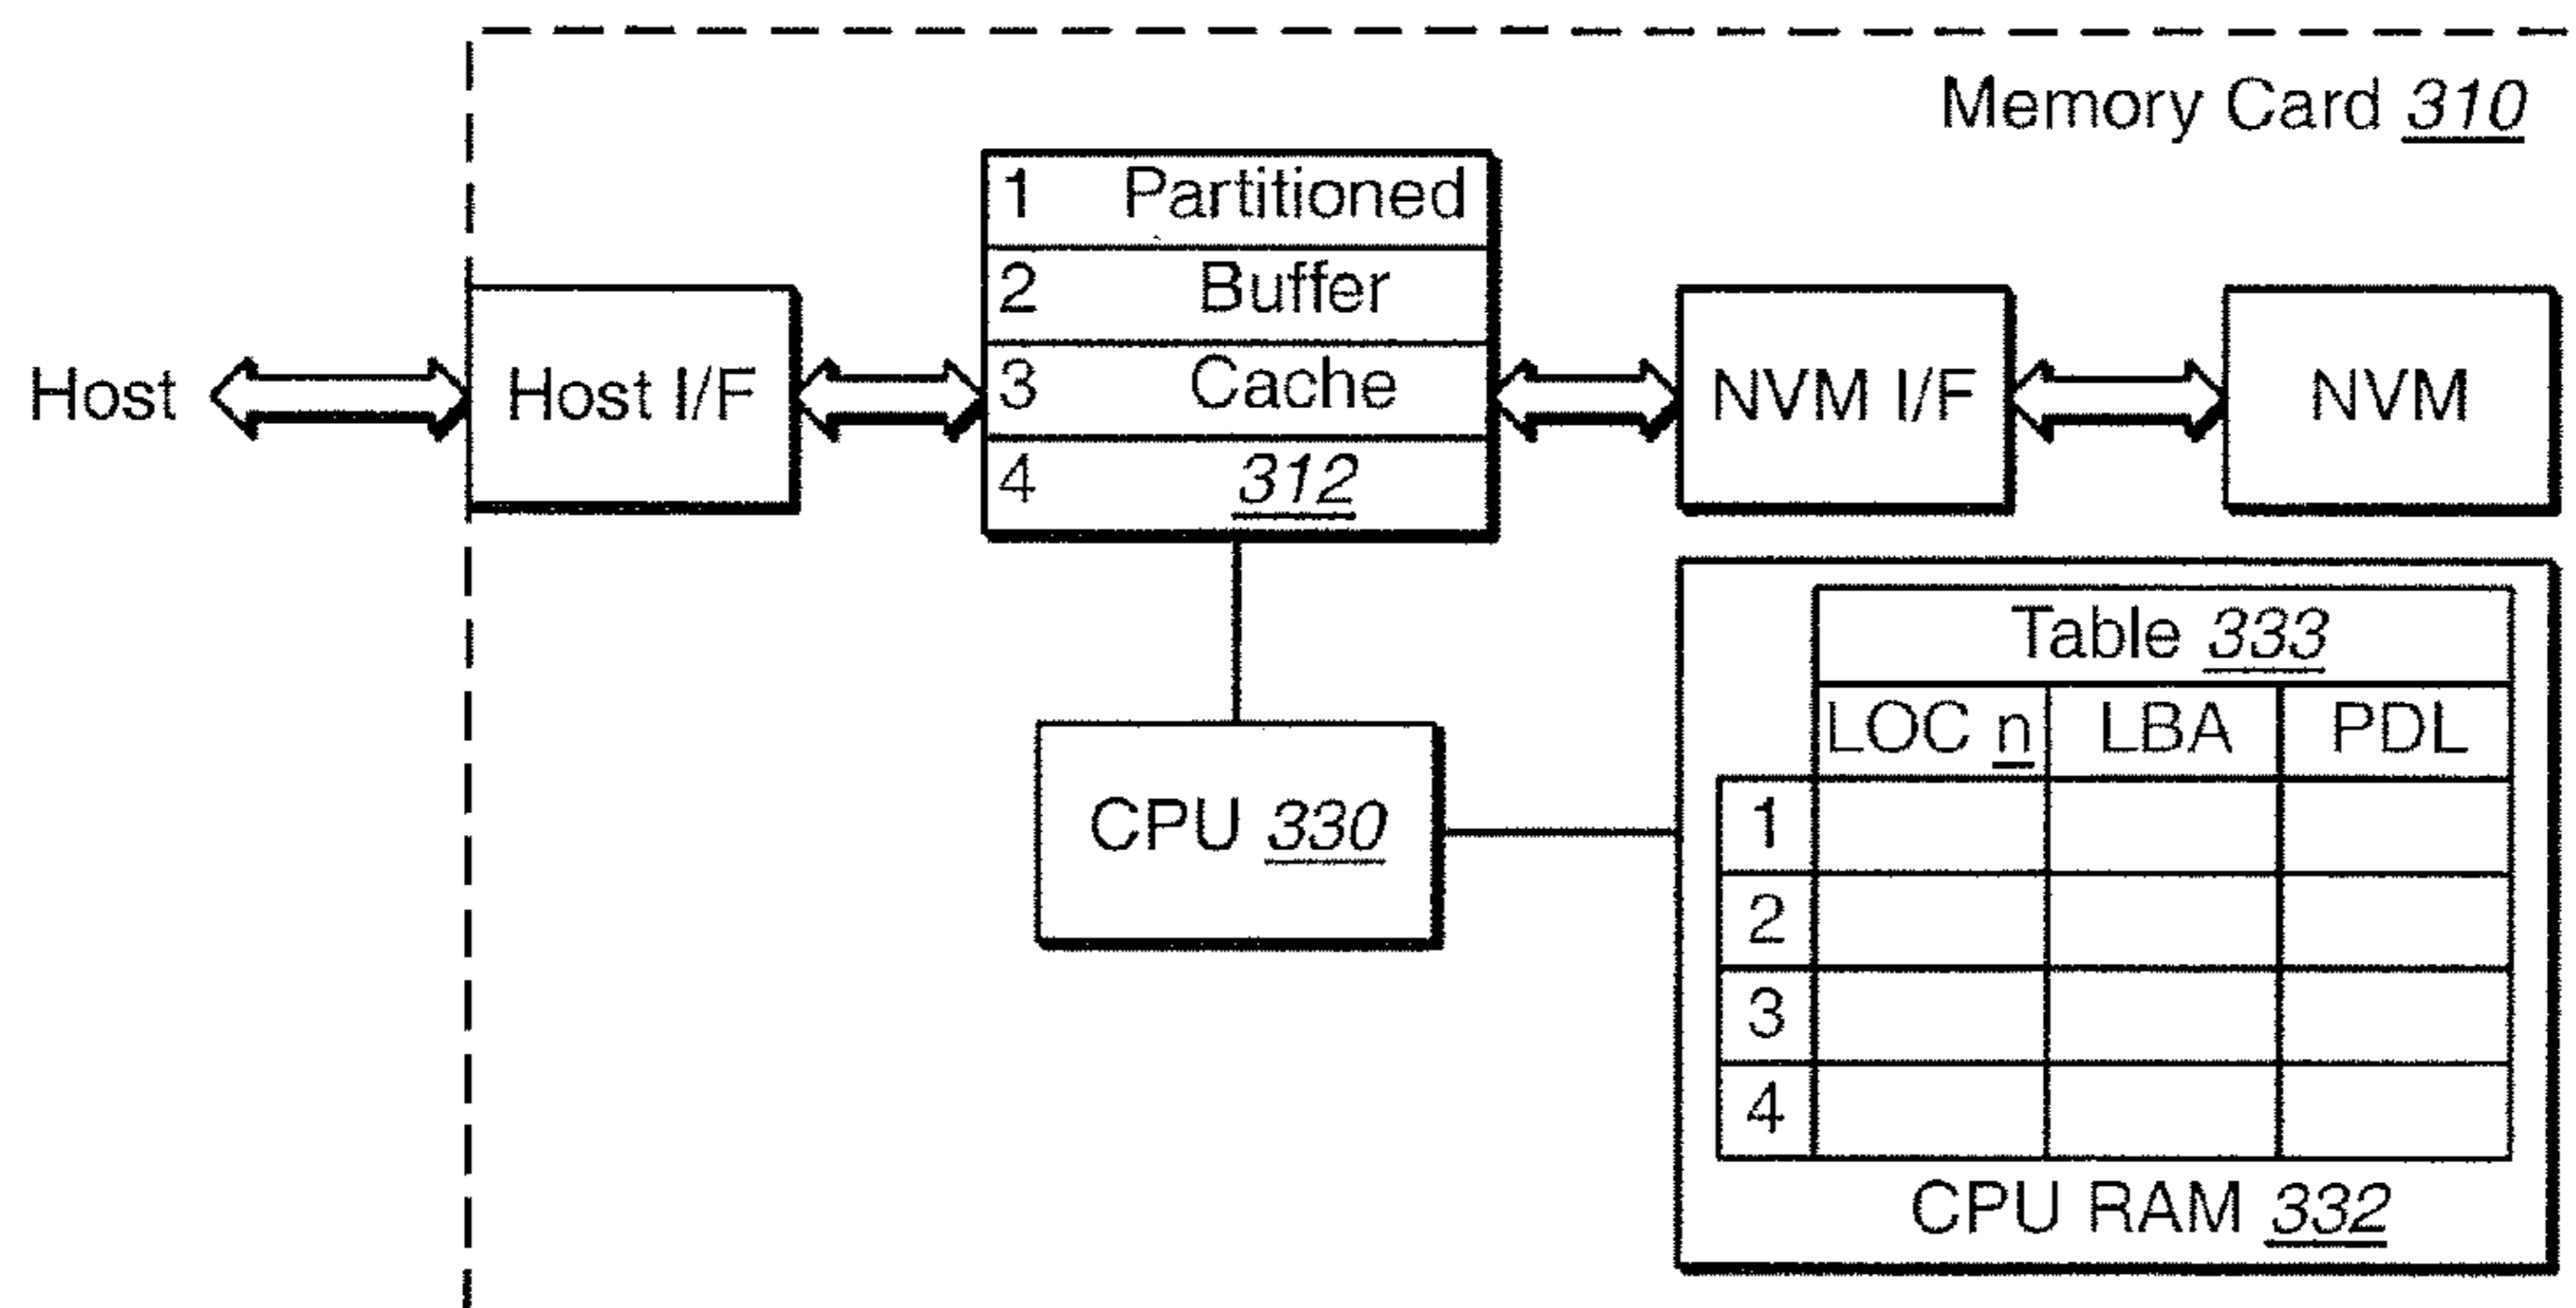 Memory Card 310
1 Partitioned
2 Buffer
3 Cache
4 312
Host
Host I/F
NVM I/F
NVM
CPU 330
Table 333
LOC n LBA PDL
1
2
3
4
CPU RAM 332